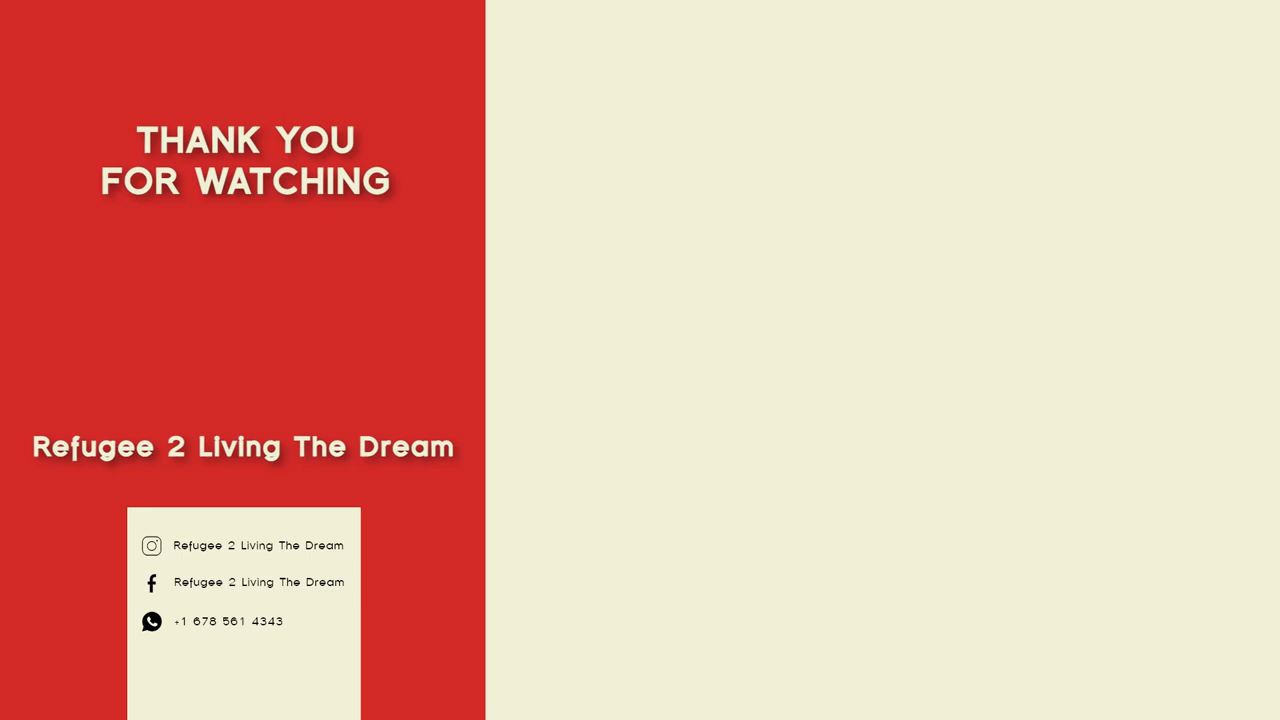 THANK YOU
FOR WATCHING
Refugee 2 Living The Dream
Refugee 2 Living The Dream
Refugee 2 Living The Dream
+1 678 561 4343